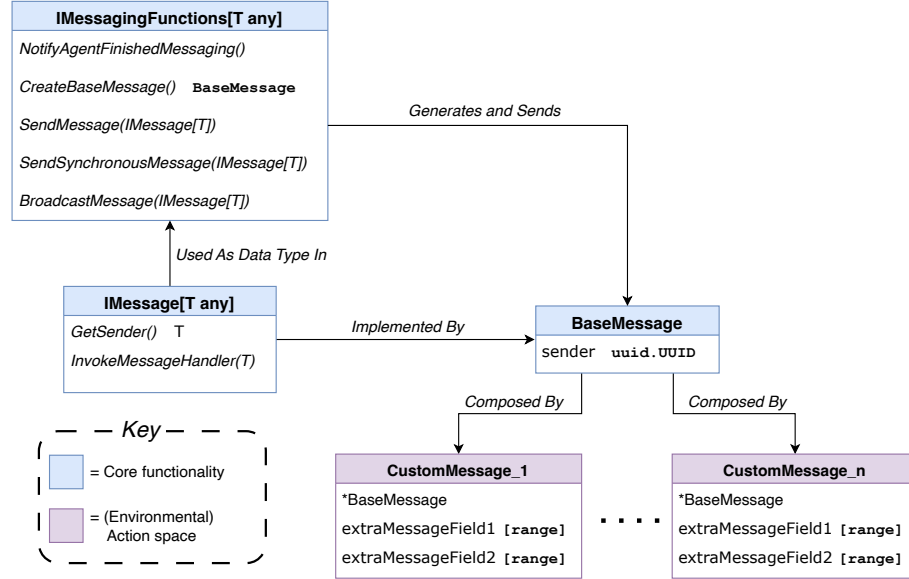 IMessagingFunctions[T any]
NotifyAgentFinishedMessaging()
CreateBaseMessage() BaseMessage
SendMessage(IMessage[T])
SendSynchronousMessage(IMessage[T])
BroadcastMessage(IMessage[T])
Generates and Sends
Used As Data Type In
IMessage[T any]
GetSender() T
InvokeMessageHandler(T)
Implemented By
BaseMessage
sender uuid.UUID
Composed By
Composed By
Key
= Core functionality
= (Environmental)
Action space
CustomMessage_1
*BaseMessage
extraMessageField1 [range]
extraMessageField2 [range]
. . . .
CustomMessage_n
*BaseMessage
extraMessageField1 [range]
extraMessageField2 [range]